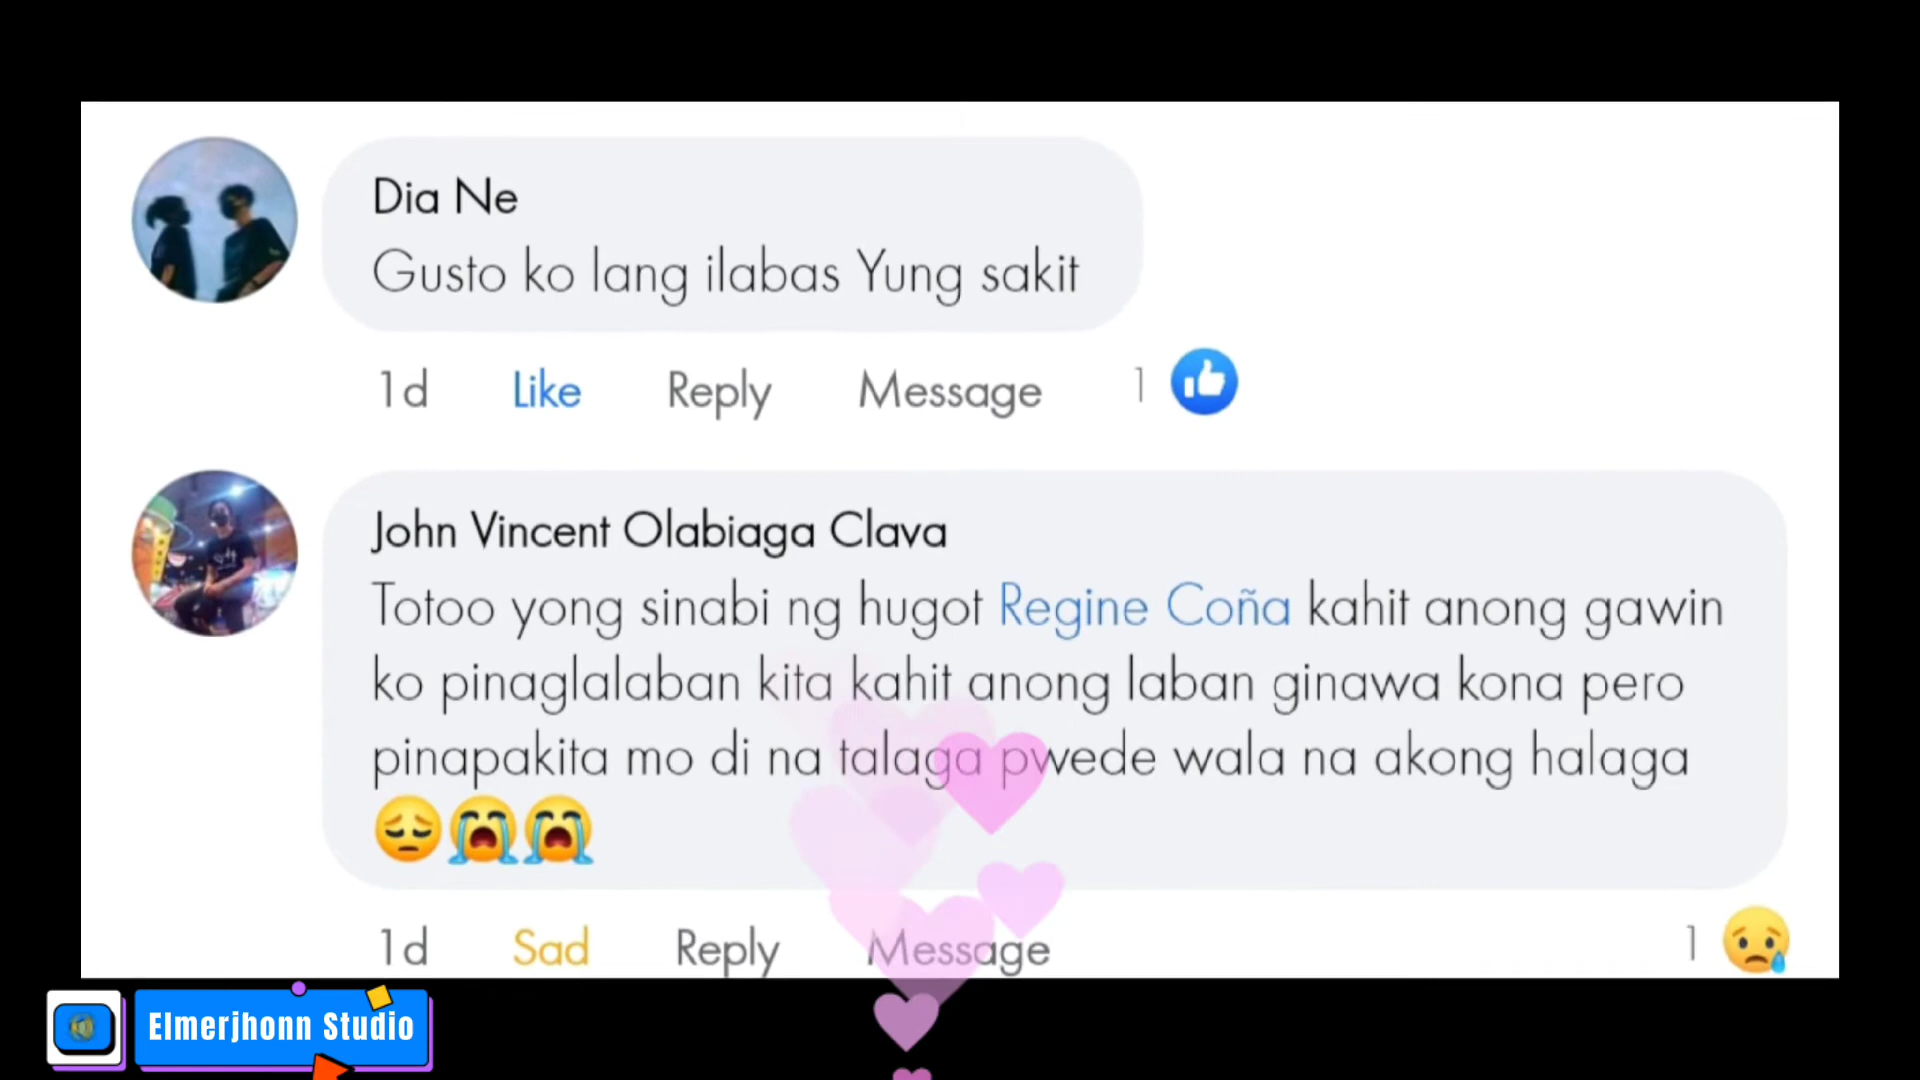 Dia Ne
Gusto ko lang ilabas Yung sakit
1d Like Reply Message 1
John Vincent Olabiaga Clava
Totoo yong sinabi ng hugot Regine Coña kahit anong gawin
ko pinaglalaban kita kahit anong laban ginawa kona pero
pinapakita mo di na talaga pwede wala na akong halaga
😔😭😭
1d Sad Reply Message 1
Elmerjhonn Studio